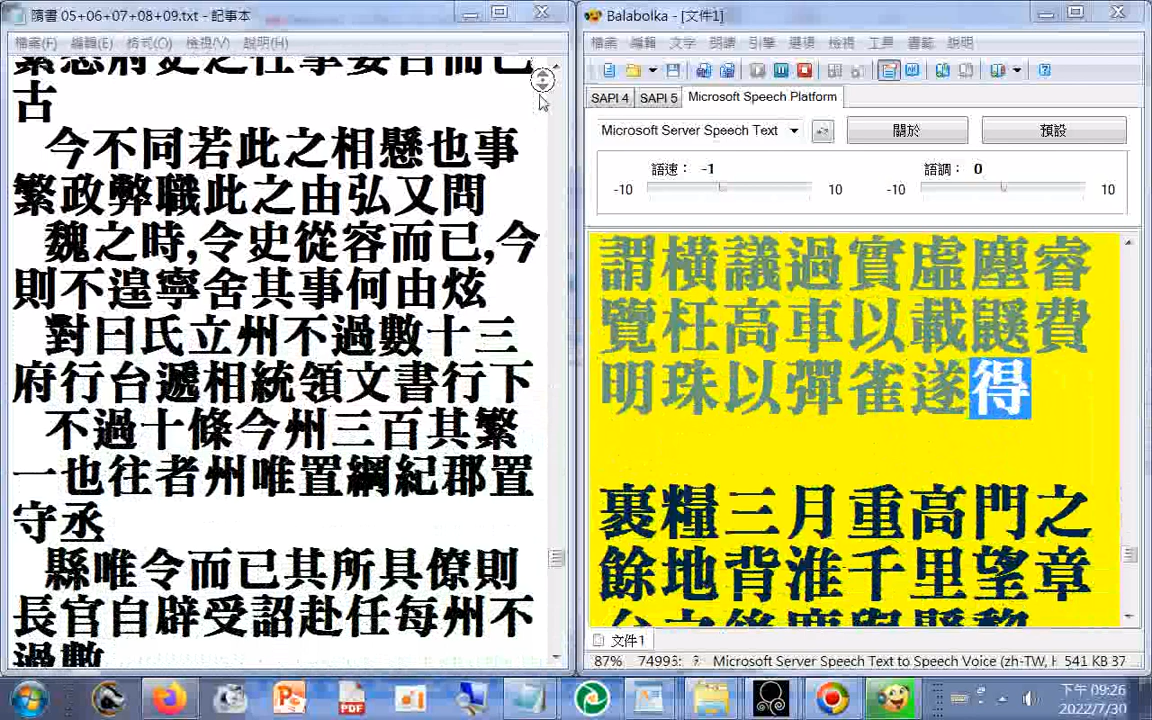 隋書 05+06+07+08+09.txt - 記事本
檔案(F) 編輯(E) 格式(O) 檢視(V) 說明(H)
古
今不同若此之相懸也事
繁政弊職此之由弘又問
魏之時,令史從容而已,今
則不遑寧舍其事何由炫
對曰氏立州不過數十三
府行台遞相統領文書行下
不過十條今州三百其繁
一也往者州唯置綱紀郡置
守丞
縣唯令而已其所具僚則
長官自辟受詔赴任每州不
過數
Balabolka - [文件1]
檔案 編輯 文字 朗讀 引擎 選項 檢視 工具 書籤 說明
SAPI 4 SAPI 5 Microsoft Speech Platform
Microsoft Server Speech Text 關於 預設
語速： -1 語調： 0
-10 10 -10 10
謂橫議過實虛塵睿
覽枉高車以載鼷費
明珠以彈雀遂得
裹糧三月重高門之
餘地背淮千里望章
文件1
87% 74995: Microsoft Server Speech Text to Speech Voice (zh-TW, H 541 KB 37
PDF
下午 09:26
2022/7/30